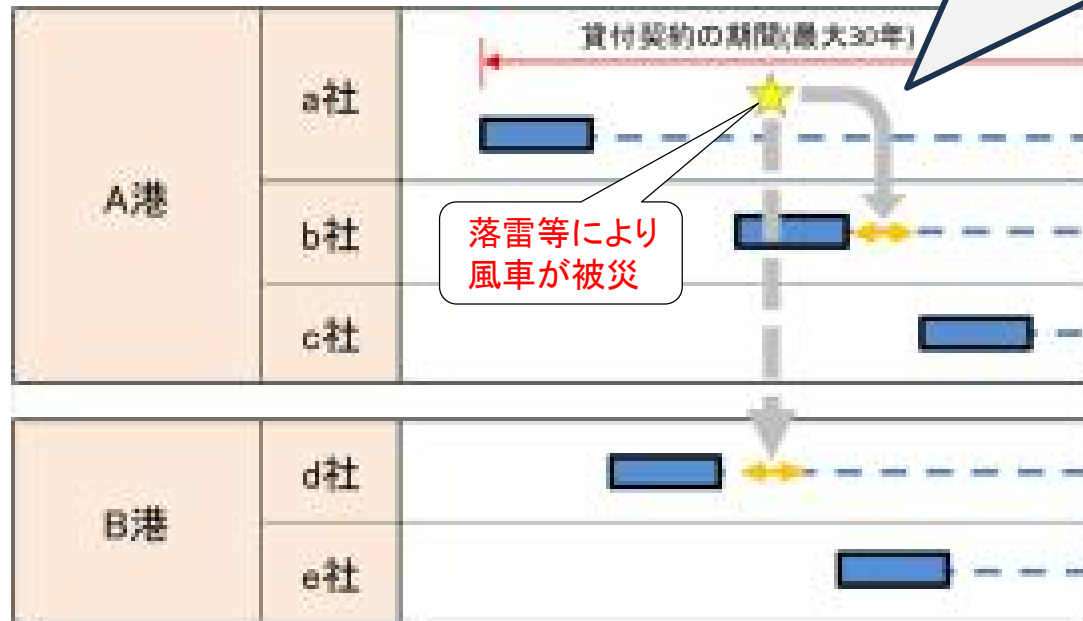 貸付契約の期間(最大30年)
A港
a社
b社
落雷等により
風車が被災
c社
B港
d社
e社